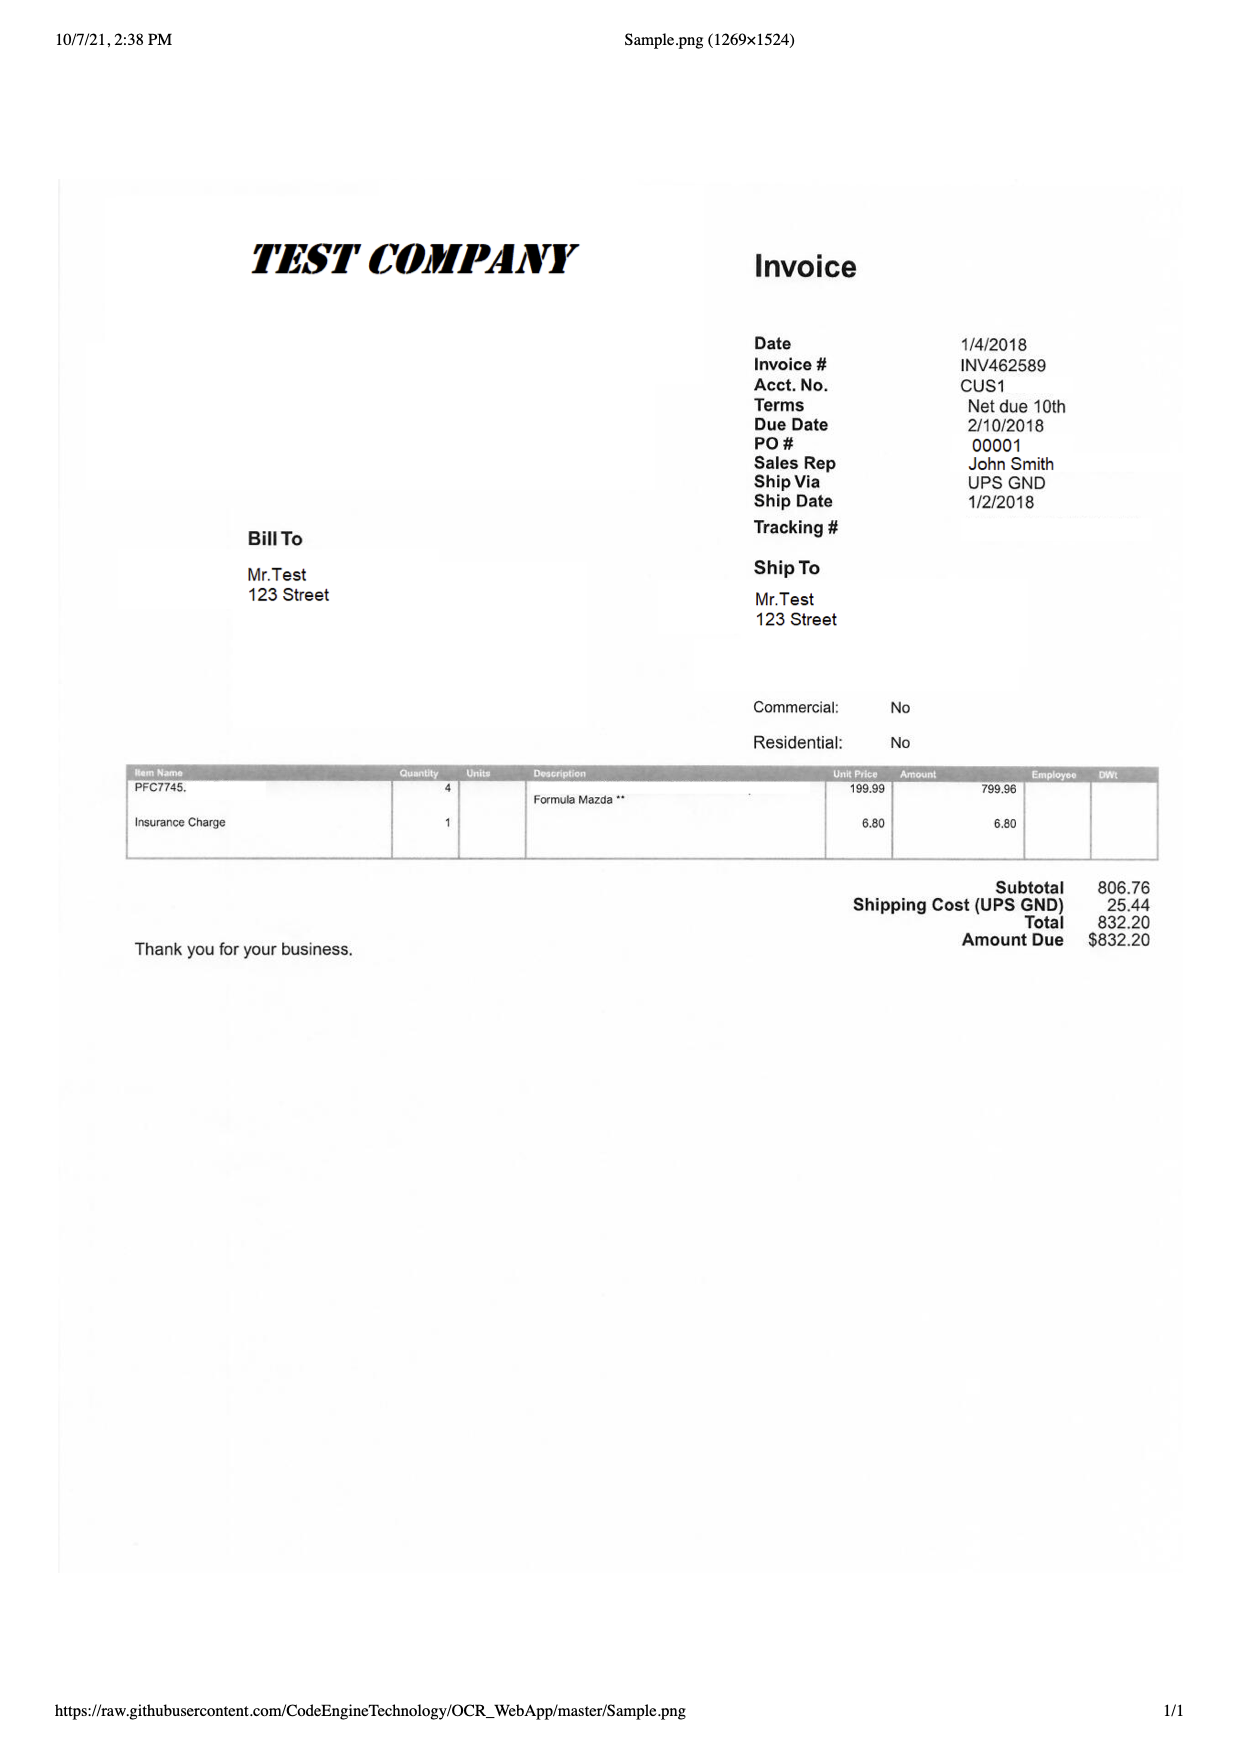 10/7/21, 2:38 PM Sample.png (1269×1524)
TEST COMPANY
Invoice
Date 1/4/2018
Invoice # INV462589
Acct. No. CUS1
Terms Net due 10th
Due Date 2/10/2018
PO # 00001
Sales Rep John Smith
Ship Via UPS GND
Ship Date 1/2/2018
Tracking #
Bill To
Mr.Test
123 Street
Ship To
Mr.Test
123 Street
Commercial: No
Residential: No
Item Name Quantity Units Description Unit Price Amount Employee DWt
PFC7745. 4 199.99 799.96
Formula Mazda **
Insurance Charge 1 6.80 6.80
Subtotal 806.76
Shipping Cost (UPS GND) 25.44
Total 832.20
Amount Due $832.20
Thank you for your business.
https://raw.githubusercontent.com/CodeEngineTechnology/OCR_WebApp/master/Sample.png 1/1